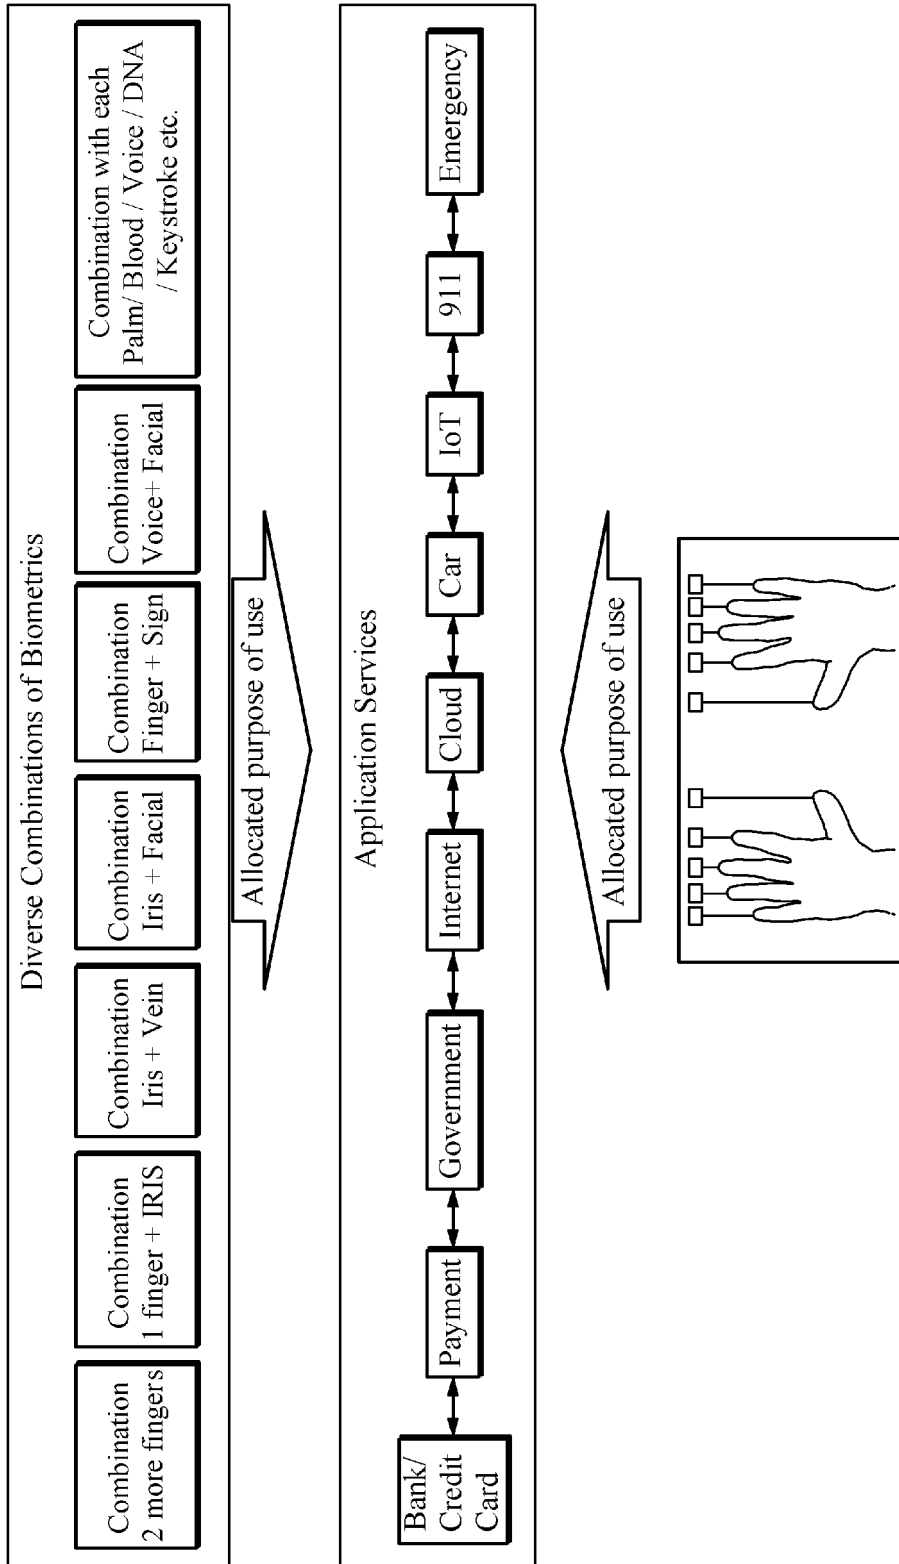 Diverse Combinations of Biometrics
Combination
2 more fingers
Combination
1 finger + IRIS
Combination
Iris + Vein
Combination
Iris + Facial
Combination
Finger + Sign
Combination
Voice+ Facial
Combination with each
Palm/ Blood / Voice / DNA
/ Keystroke etc.
Allocated purpose of use
Application Services
Bank/
Credit
Card
Payment
Government
Internet
Cloud
Car
IoT
911
Emergency
Allocated purpose of use